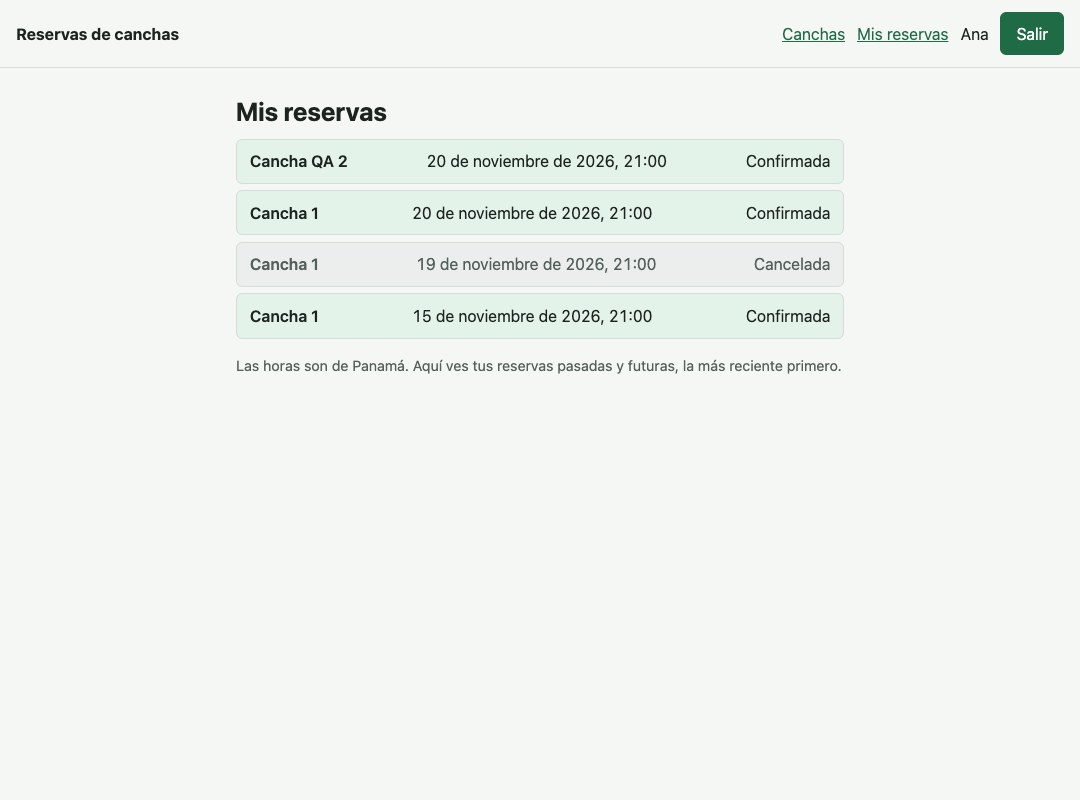 Reservas de canchas Canchas Mis reservas Ana Salir
Mis reservas
Cancha QA 2 20 de noviembre de 2026, 21:00 Confirmada
Cancha 1 20 de noviembre de 2026, 21:00 Confirmada
Cancha 1 19 de noviembre de 2026, 21:00 Cancelada
Cancha 1 15 de noviembre de 2026, 21:00 Confirmada
Las horas son de Panamá. Aquí ves tus reservas pasadas y futuras, la más reciente primero.